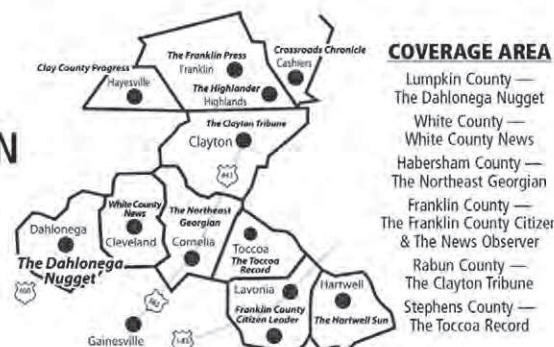 Crossroads Chronicle
Cashiers
The Franklin Press
Franklin
Clay County Progress
Hayesville
The Highlander
Highlands
The Clayton Tribune
Clayton
441
N
White County
News
Cleveland
The Northeast
Georgian
Cornelia
Dahlonega
The Dahlonega
Nugget
Toccoa
The Toccoa
Record
Lavonia
Franklin County
Citizen Leader
Hartwell
The Hartwell Sun
Gainesville
I-85
COVERAGE AREA
Lumpkin County —
The Dahlonega Nugget
White County —
White County News
Habersham County —
The Northeast Georgian
Franklin County —
The Franklin County Citizen
& The News Observer
Rabun County —
The Clayton Tribune
Stephens County —
The Toccoa Record